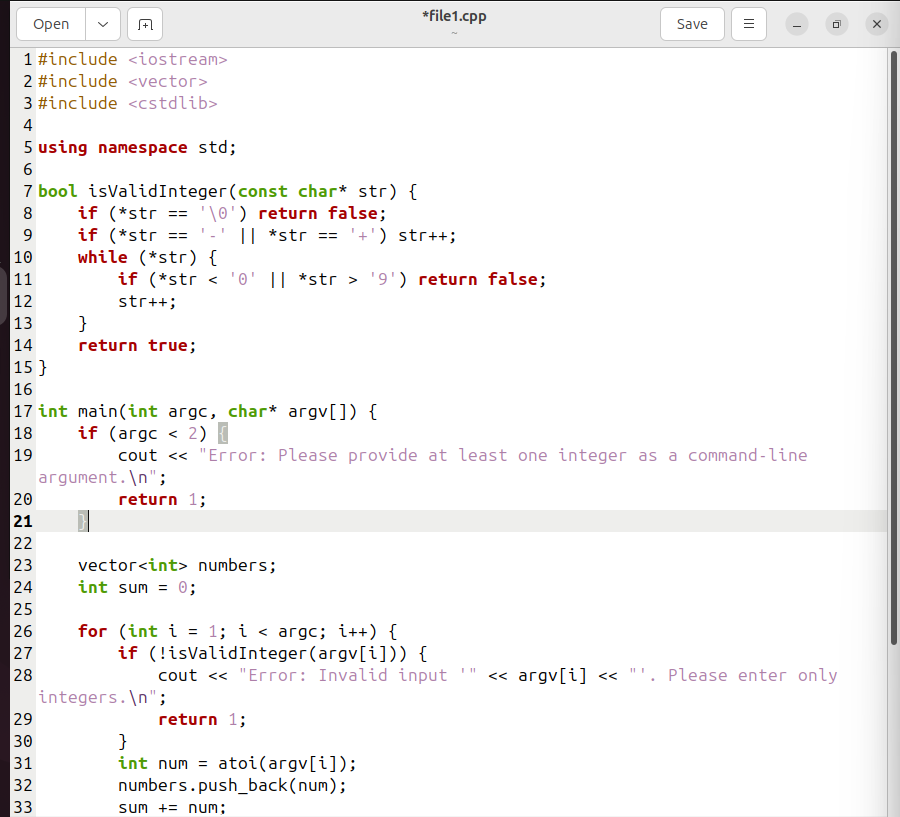 Open
*file1.cpp
~
Save
1 #include <iostream>
2 #include <vector>
3 #include <cstdlib>
4
5 using namespace std;
6
7 bool isValidInteger(const char* str) {
8     if (*str == '\0') return false;
9     if (*str == '-' || *str == '+') str++;
10     while (*str) {
11         if (*str < '0' || *str > '9') return false;
12         str++;
13     }
14     return true;
15 }
16
17 int main(int argc, char* argv[]) {
18     if (argc < 2) {
19         cout << "Error: Please provide at least one integer as a command-line
argument.\n";
20         return 1;
21     }
22
23     vector<int> numbers;
24     int sum = 0;
25
26     for (int i = 1; i < argc; i++) {
27         if (!isValidInteger(argv[i])) {
28             cout << "Error: Invalid input '" << argv[i] << "'. Please enter only
integers.\n";
29             return 1;
30         }
31         int num = atoi(argv[i]);
32         numbers.push_back(num);
33         sum += num;